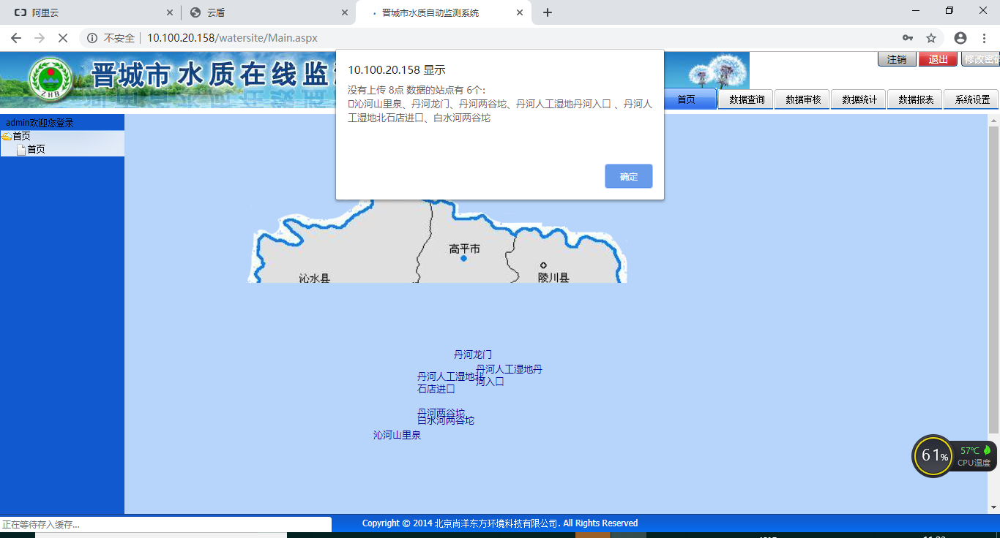 阿里云
云盾
晋城市水质自动监测系统
不安全
10.100.20.158/watersite/Main.aspx
ZHB
晋城市水质在线监
注销
退出
修改密码
10.100.20.158 显示
没有上传 8点 数据的站点有 6个:
沁河山里泉、丹河龙门、丹河两谷坨、丹河人工湿地丹河入口 、丹河人
工湿地北石店进口、白水河两谷坨
确定
首页
数据查询
数据审核
数据统计
数据报表
系统设置
admin欢迎您登录
首页
首页
高平市
沁水县
陵川县
丹河龙门
丹河人工湿地丹
河入口
丹河人工湿地北
石店进口
丹河两谷坨
白水河两谷坨
沁河山里泉
61%
57℃
CPU温度
正在等待存入缓存...
Copyright © 2014 北京尚洋东方环境科技有限公司. All Rights Reserved